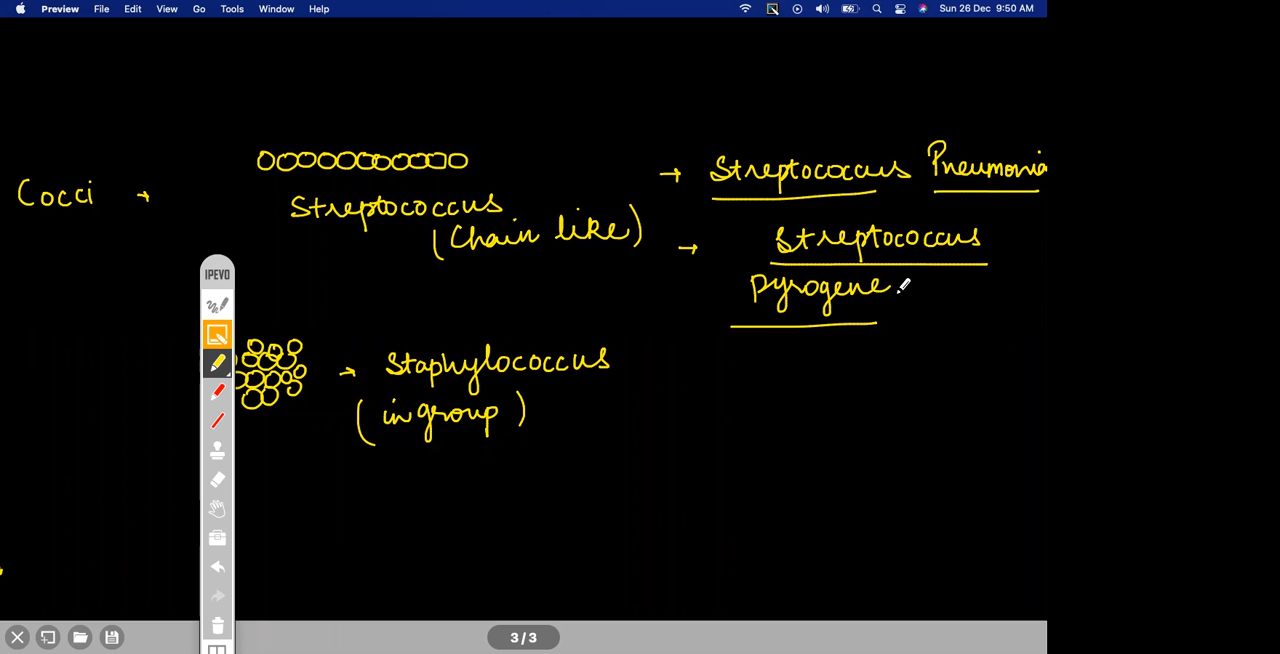 Preview File Edit View Go Tools Window Help Sun 26 Dec 9:50 AM
Cocci →
Streptococcus
(Chain like)
→ Streptococcus Pneumonia
→ Streptococcus
Pyrogene
IPEVO
→ Staphylococcus
(in group)
3/3